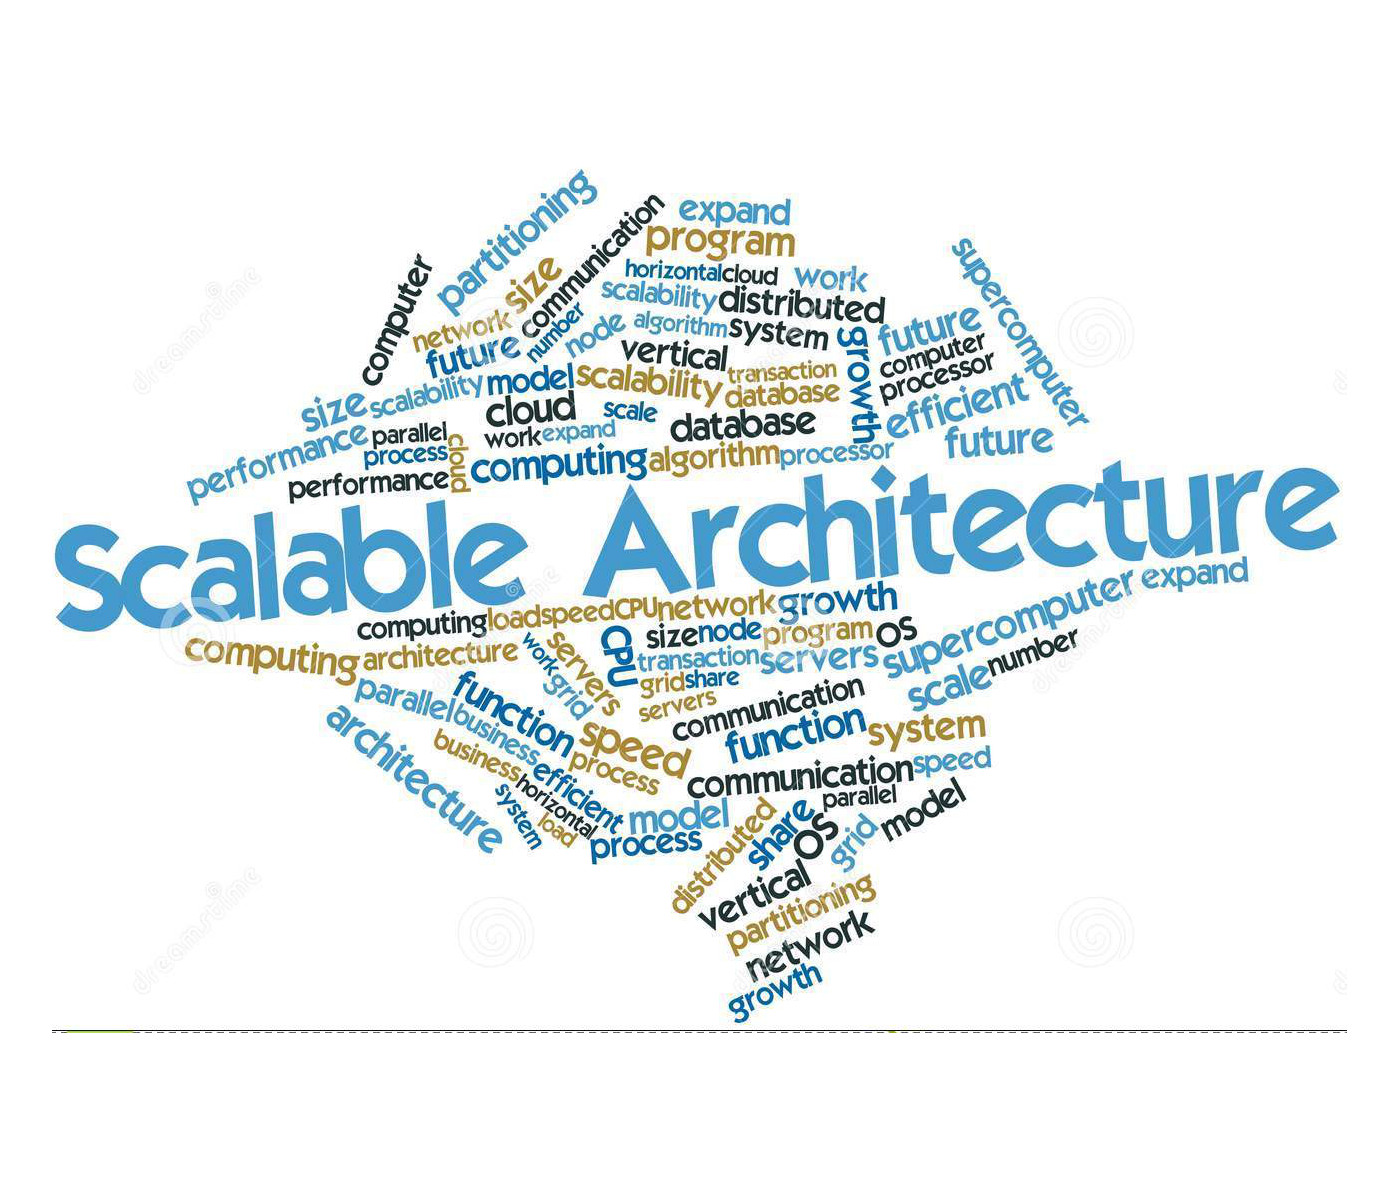 partitioning
computer
size
communication
expand
program
horizontal cloud work
scalability distributed
supercomputer
network
future
number
node algorithm system
growth
future
vertical
computer
processor
scalability model scalability transaction
database
size
cloud scale database
efficient
performance parallel
process
cloud
work expand
future
performance computing algorithm processor
Scalable Architecture
computing load speed CPU network growth
supercomputer expand
computing architecture
work
servers
CPU
size node program OS
transaction servers
grid share
servers
grid
scale number
parallel
function
business
speed
communication
function system
architecture
business
process
efficient
horizontal
system
load
communication speed
model
process
distributed
share
OS
parallel
grid
model
vertical
partitioning
network
growth
dreamstime
dreamstime
dreamstime